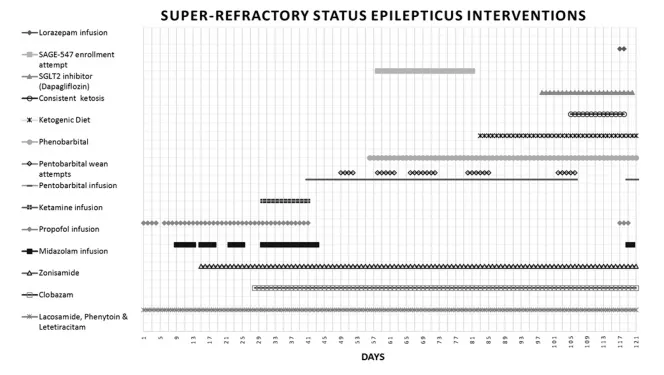 SUPER-REFRACTORY STATUS EPILEPTICUS INTERVENTIONS
Lorazepam infusion
SAGE-547 enrollment
attempt
SGLT2 inhibitor
(Dapagliflozin)
Consistent ketosis
Ketogenic Diet
Phenobarbital
Pentobarbital wean
attempts
Pentobarbital infusion
Ketamine infusion
Propofol infusion
Midazolam infusion
Zonisamide
Clobazam
Lacosamide, Phenytoin &
Letetiracitam
1 5 9 13 17 21 25 29 33 37 41 45 49 53 57 61 65 69 73 77 81 85 89 93 97 101 105 109 113 117 121
DAYS